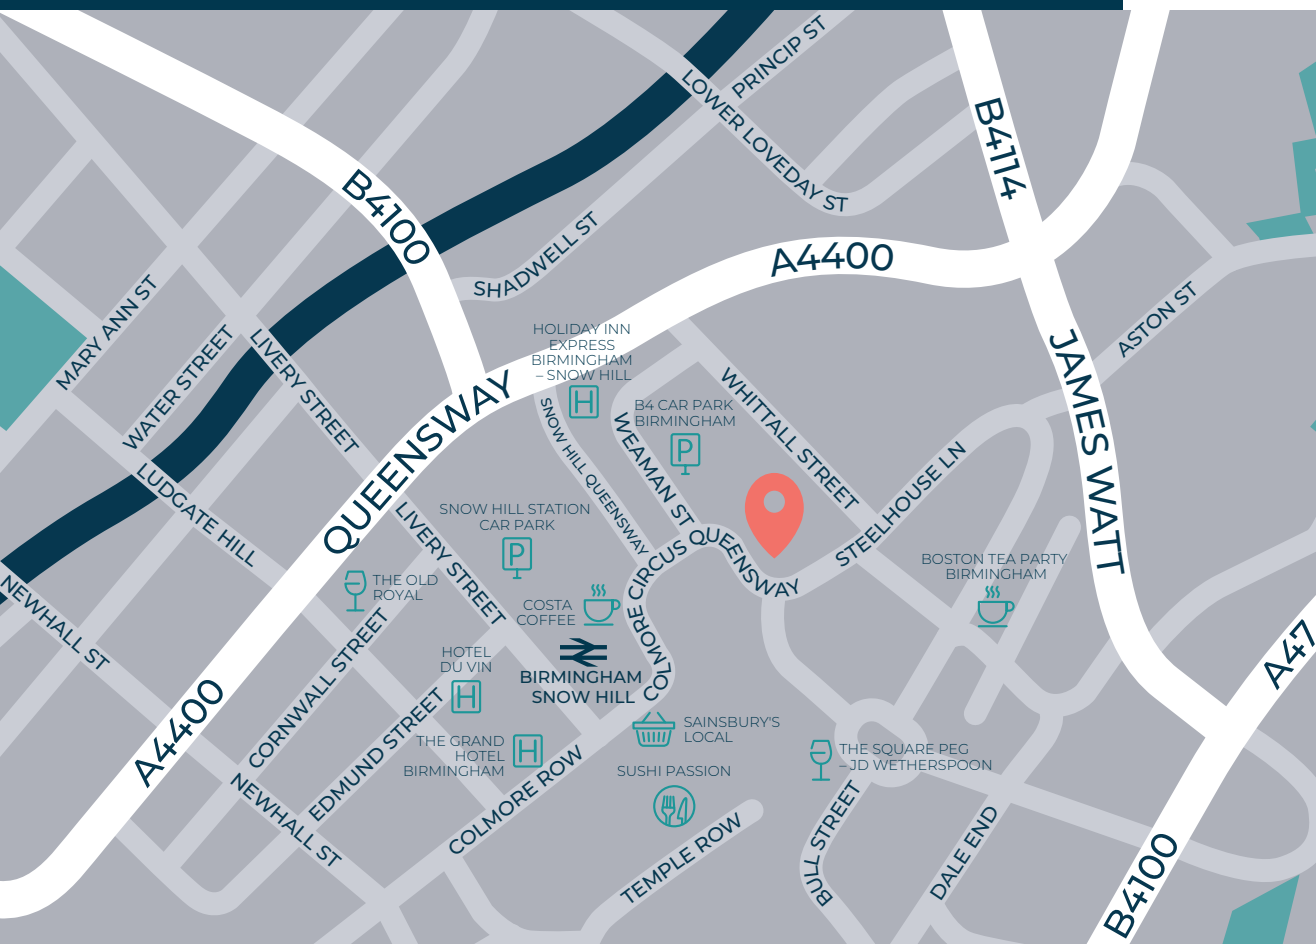 PRINCIP ST
LOWER LOVEDAY ST
B4114
B4100
SHADWELL ST
A4400
MARY ANN ST
WATER STREET
LIVERY STREET
ASTON ST
JAMES WATT
HOLIDAY INN
EXPRESS
BIRMINGHAM
– SNOW HILL
H
QUEENSWAY
SNOW HILL QUEENSWAY
WEAMAN ST
B4 CAR PARK
BIRMINGHAM
P
WHITTALL STREET
STEELHOUSE LN
LUDGATE HILL
SNOW HILL STATION
CAR PARK
P
LIVERY STREET
COLMORE CIRCUS QUEENSWAY
BOSTON TEA PARTY
BIRMINGHAM
NEWHALL ST
THE OLD
ROYAL
COSTA
COFFEE
CORNWALL STREET
HOTEL
DU VIN
H
BIRMINGHAM
SNOW HILL
A47
A4400
EDMUND STREET
THE GRAND
HOTEL
BIRMINGHAM
H
SAINSBURY'S
LOCAL
THE SQUARE PEG
– JD WETHERSPOON
SUSHI PASSION
NEWHALL ST
COLMORE ROW
TEMPLE ROW
BULL STREET
DALE END
B4100